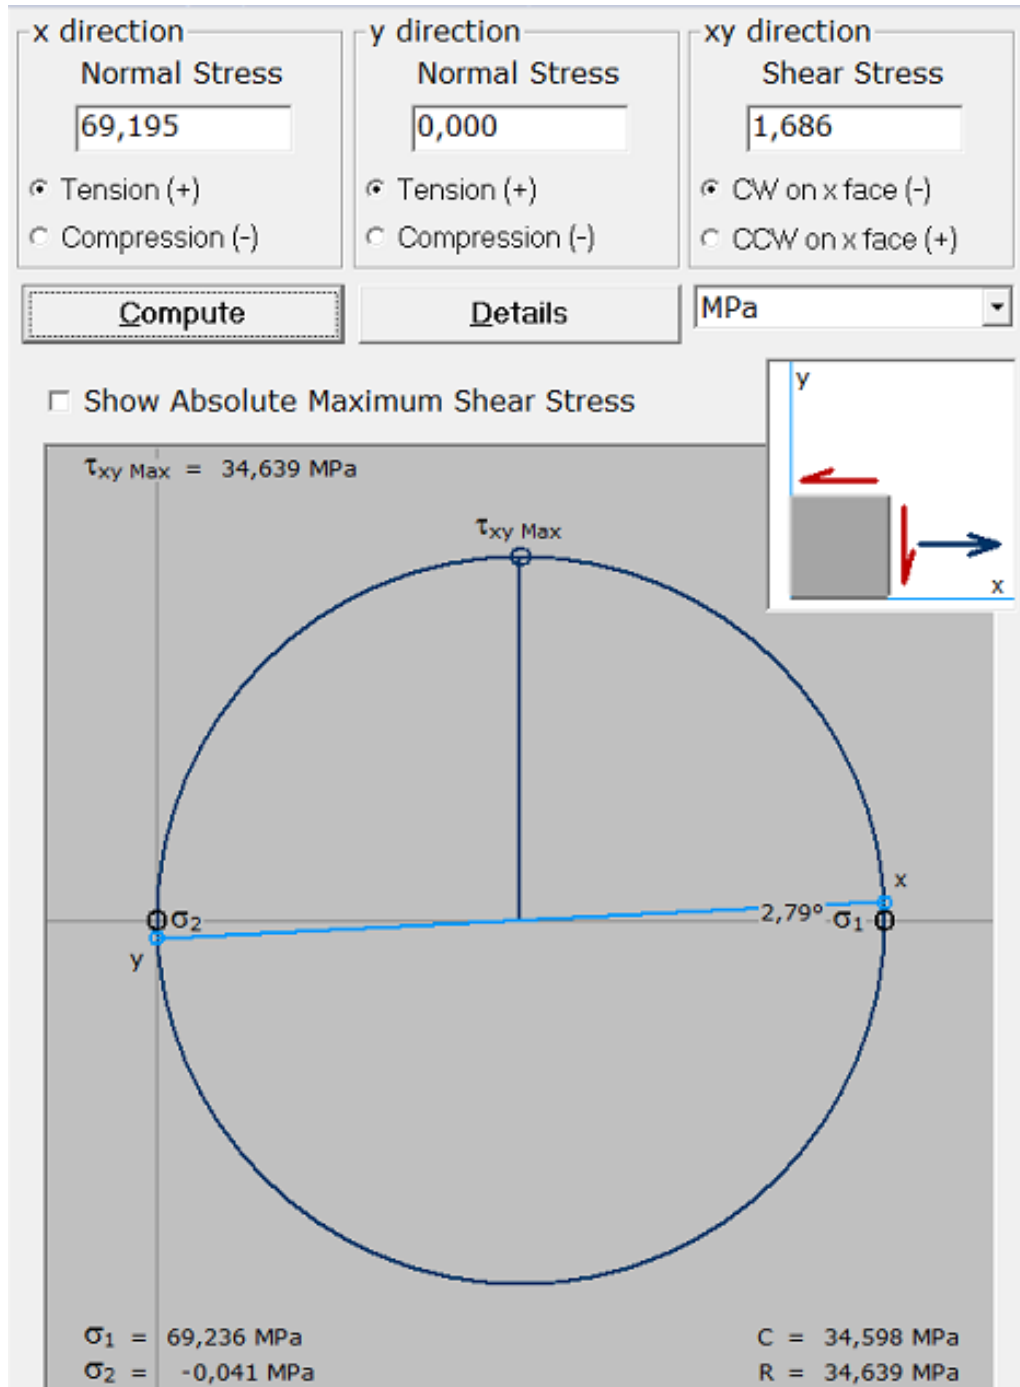 x direction
Normal Stress
69,195
Tension (+)
Compression (-)
y direction
Normal Stress
0,000
Tension (+)
Compression (-)
xy direction
Shear Stress
1,686
CW on x face (-)
CCW on x face (+)
Compute
Details
MPa
Show Absolute Maximum Shear Stress
y
x
τxy Max = 34,639 MPa
τxy Max
x
2,79°
σ1
σ2
y
σ1 = 69,236 MPa
σ2 = -0,041 MPa
C = 34,598 MPa
R = 34,639 MPa